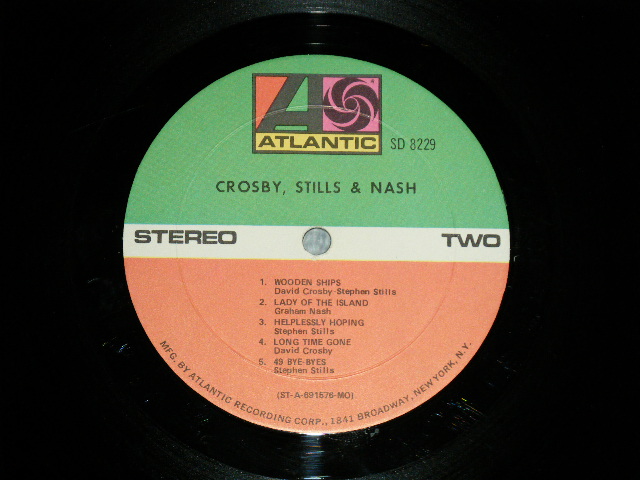 ATLANTIC
SD 8229
CROSBY, STILLS & NASH
STEREO
TWO
1. WOODEN SHIPS
David Crosby-Stephen Stills
2. LADY OF THE ISLAND
Graham Nash
3. HELPLESSLY HOPING
Stephen Stills
4. LONG TIME GONE
David Crosby
5. 49 BYE-BYES
Stephen Stills
(ST-A-691576-MO)
MFG. BY ATLANTIC RECORDING CORP., 1841 BROADWAY, NEW YORK, N.Y.